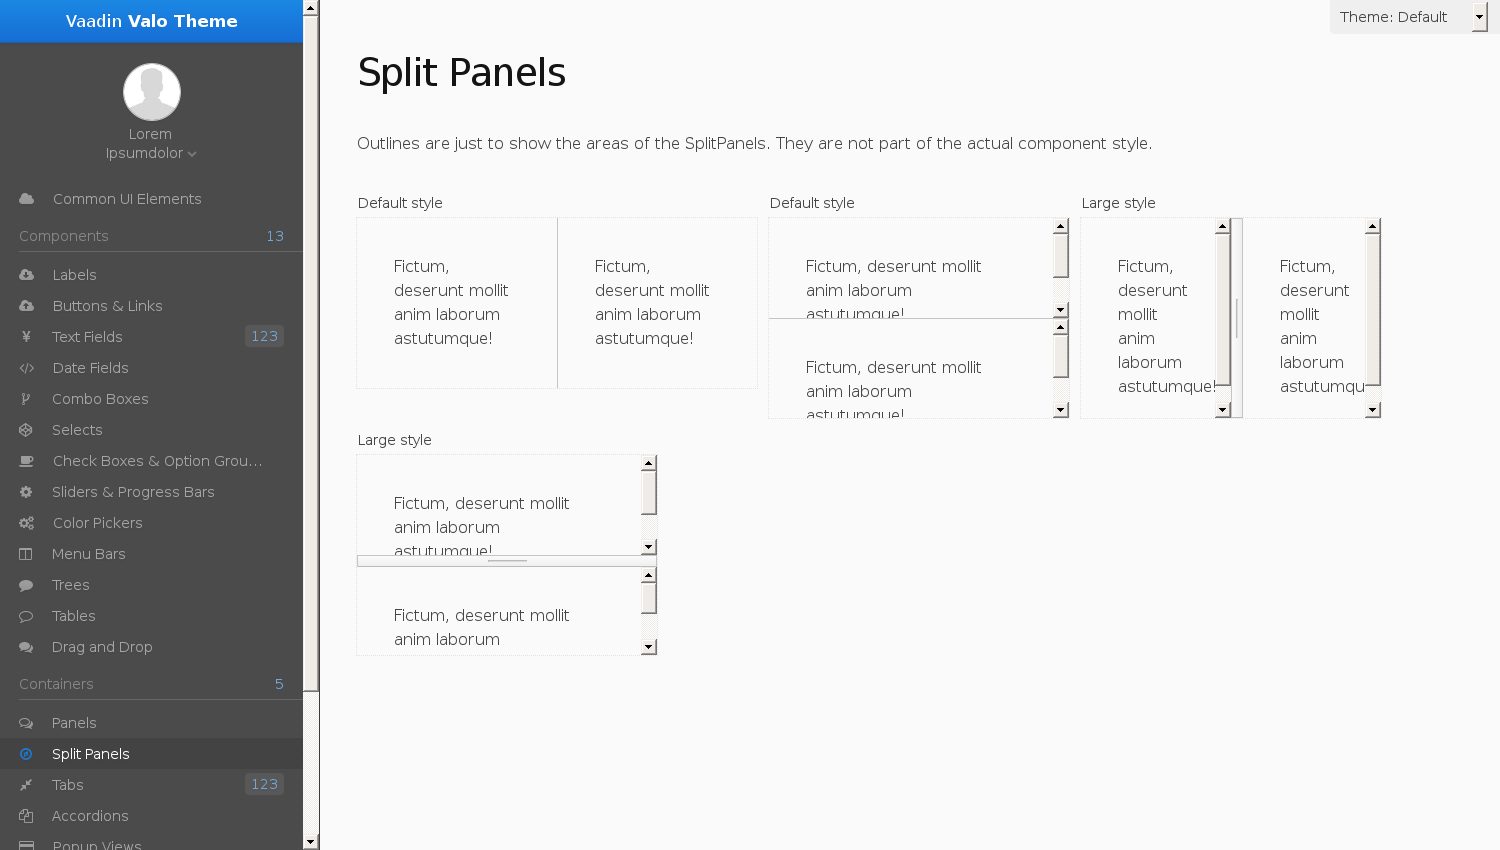 Vaadin Valo Theme
Lorem
Ipsumdolor
Common UI Elements
Components 13
Labels
Buttons & Links
Text Fields 123
Date Fields
Combo Boxes
Selects
Check Boxes & Option Grou...
Sliders & Progress Bars
Color Pickers
Menu Bars
Trees
Tables
Drag and Drop
Containers 5
Panels
Split Panels
Tabs 123
Accordions
Popup Views
Theme: Default
Split Panels
Outlines are just to show the areas of the SplitPanels. They are not part of the actual component style.
Default style
Fictum,
deserunt mollit
anim laborum
astutumque!
Fictum,
deserunt mollit
anim laborum
astutumque!
Default style
Fictum, deserunt mollit
anim laborum
astutumque!
Fictum, deserunt mollit
anim laborum
astutumque!
Large style
Fictum,
deserunt
mollit
anim
laborum
astutumque!
Fictum,
deserunt
mollit
anim
laborum
astutumqu
Large style
Fictum, deserunt mollit
anim laborum
astutumque!
Fictum, deserunt mollit
anim laborum